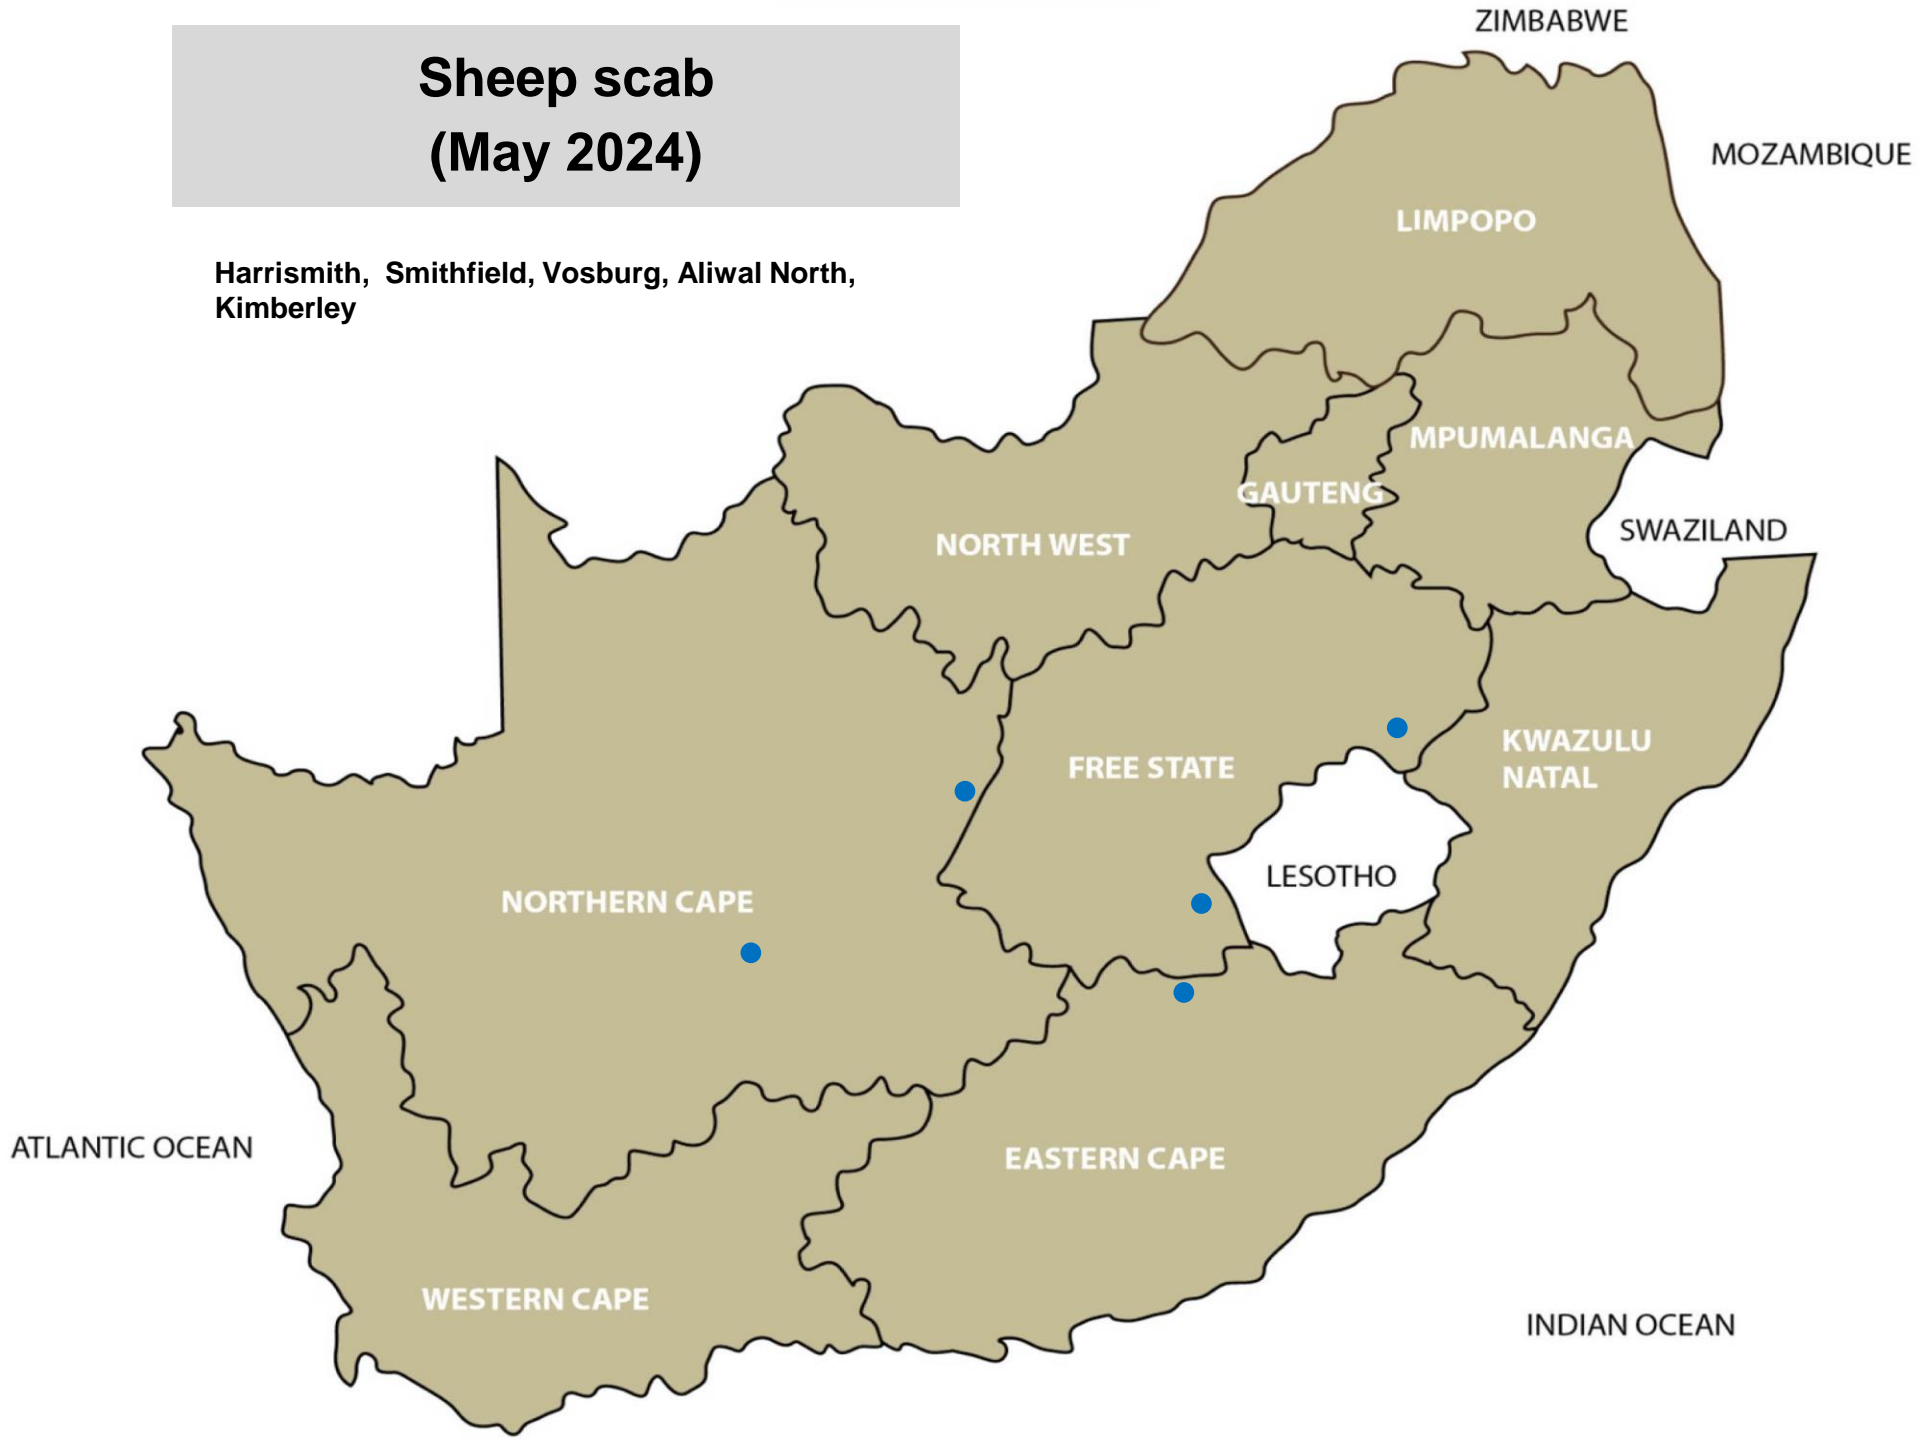 Sheep scab
(May 2024)
Harrismith,  Smithfield, Vosburg, Aliwal North,
Kimberley
ZIMBABWE
MOZAMBIQUE
LIMPOPO
MPUMALANGA
GAUTENG
SWAZILAND
NORTH WEST
KWAZULU
NATAL
FREE STATE
LESOTHO
NORTHERN CAPE
ATLANTIC OCEAN
EASTERN CAPE
WESTERN CAPE
INDIAN OCEAN